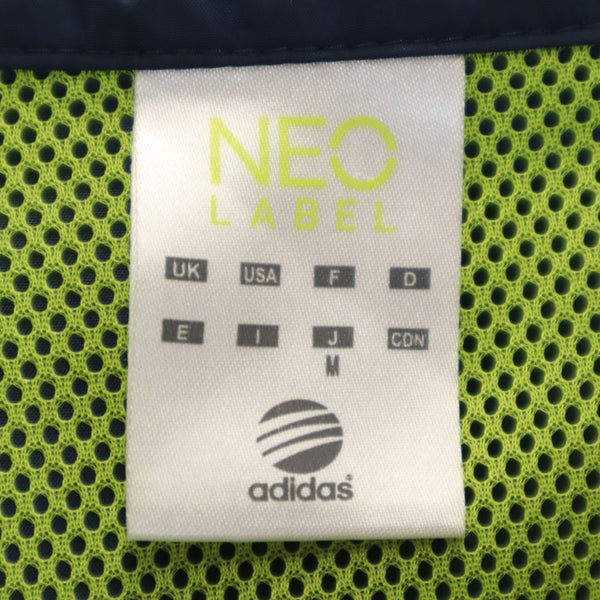 NEO
LABEL
UK USA F D
E I J CDN
M
adidas®